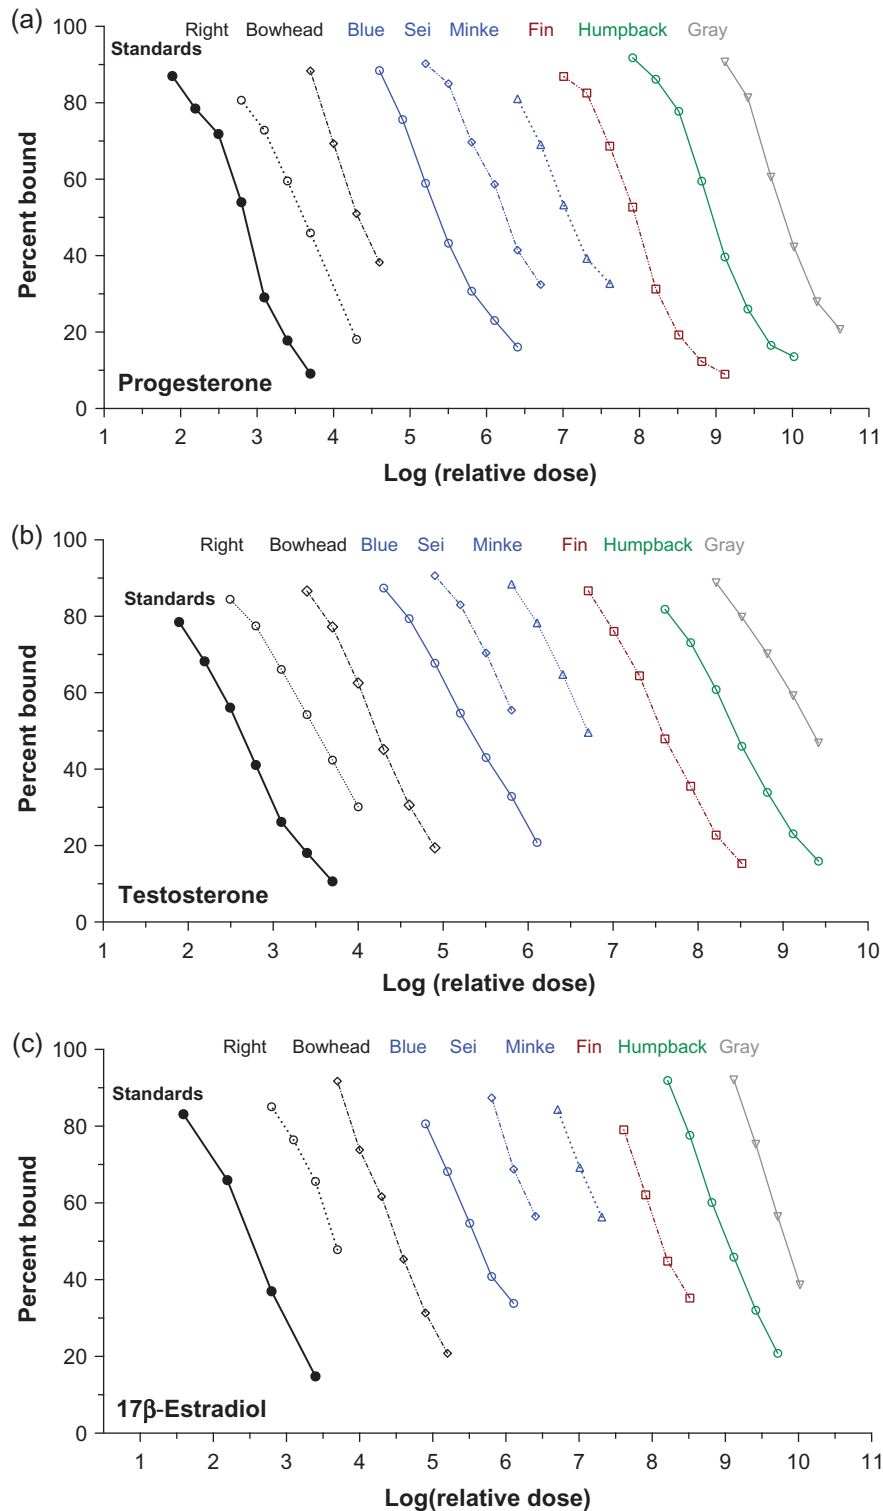 (a)
Right Bowhead Blue Sei Minke Fin Humpback Gray
Standards
100
80
60
40
20
0
Percent bound
Progesterone
1 2 3 4 5 6 7 8 9 10 11
Log (relative dose)
(b)
Right Bowhead Blue Sei Minke Fin Humpback Gray
Standards
100
80
60
40
20
0
Percent bound
Testosterone
1 2 3 4 5 6 7 8 9 10
Log (relative dose)
(c)
Right Bowhead Blue Sei Minke Fin Humpback Gray
Standards
100
80
60
40
20
0
Percent bound
17β-Estradiol
1 2 3 4 5 6 7 8 9 10 11
Log(relative dose)